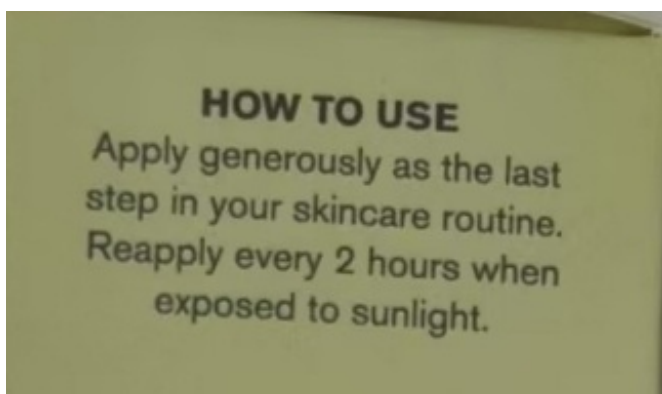 HOW TO USE
Apply generously as the last
step in your skincare routine.
Reapply every 2 hours when
exposed to sunlight.